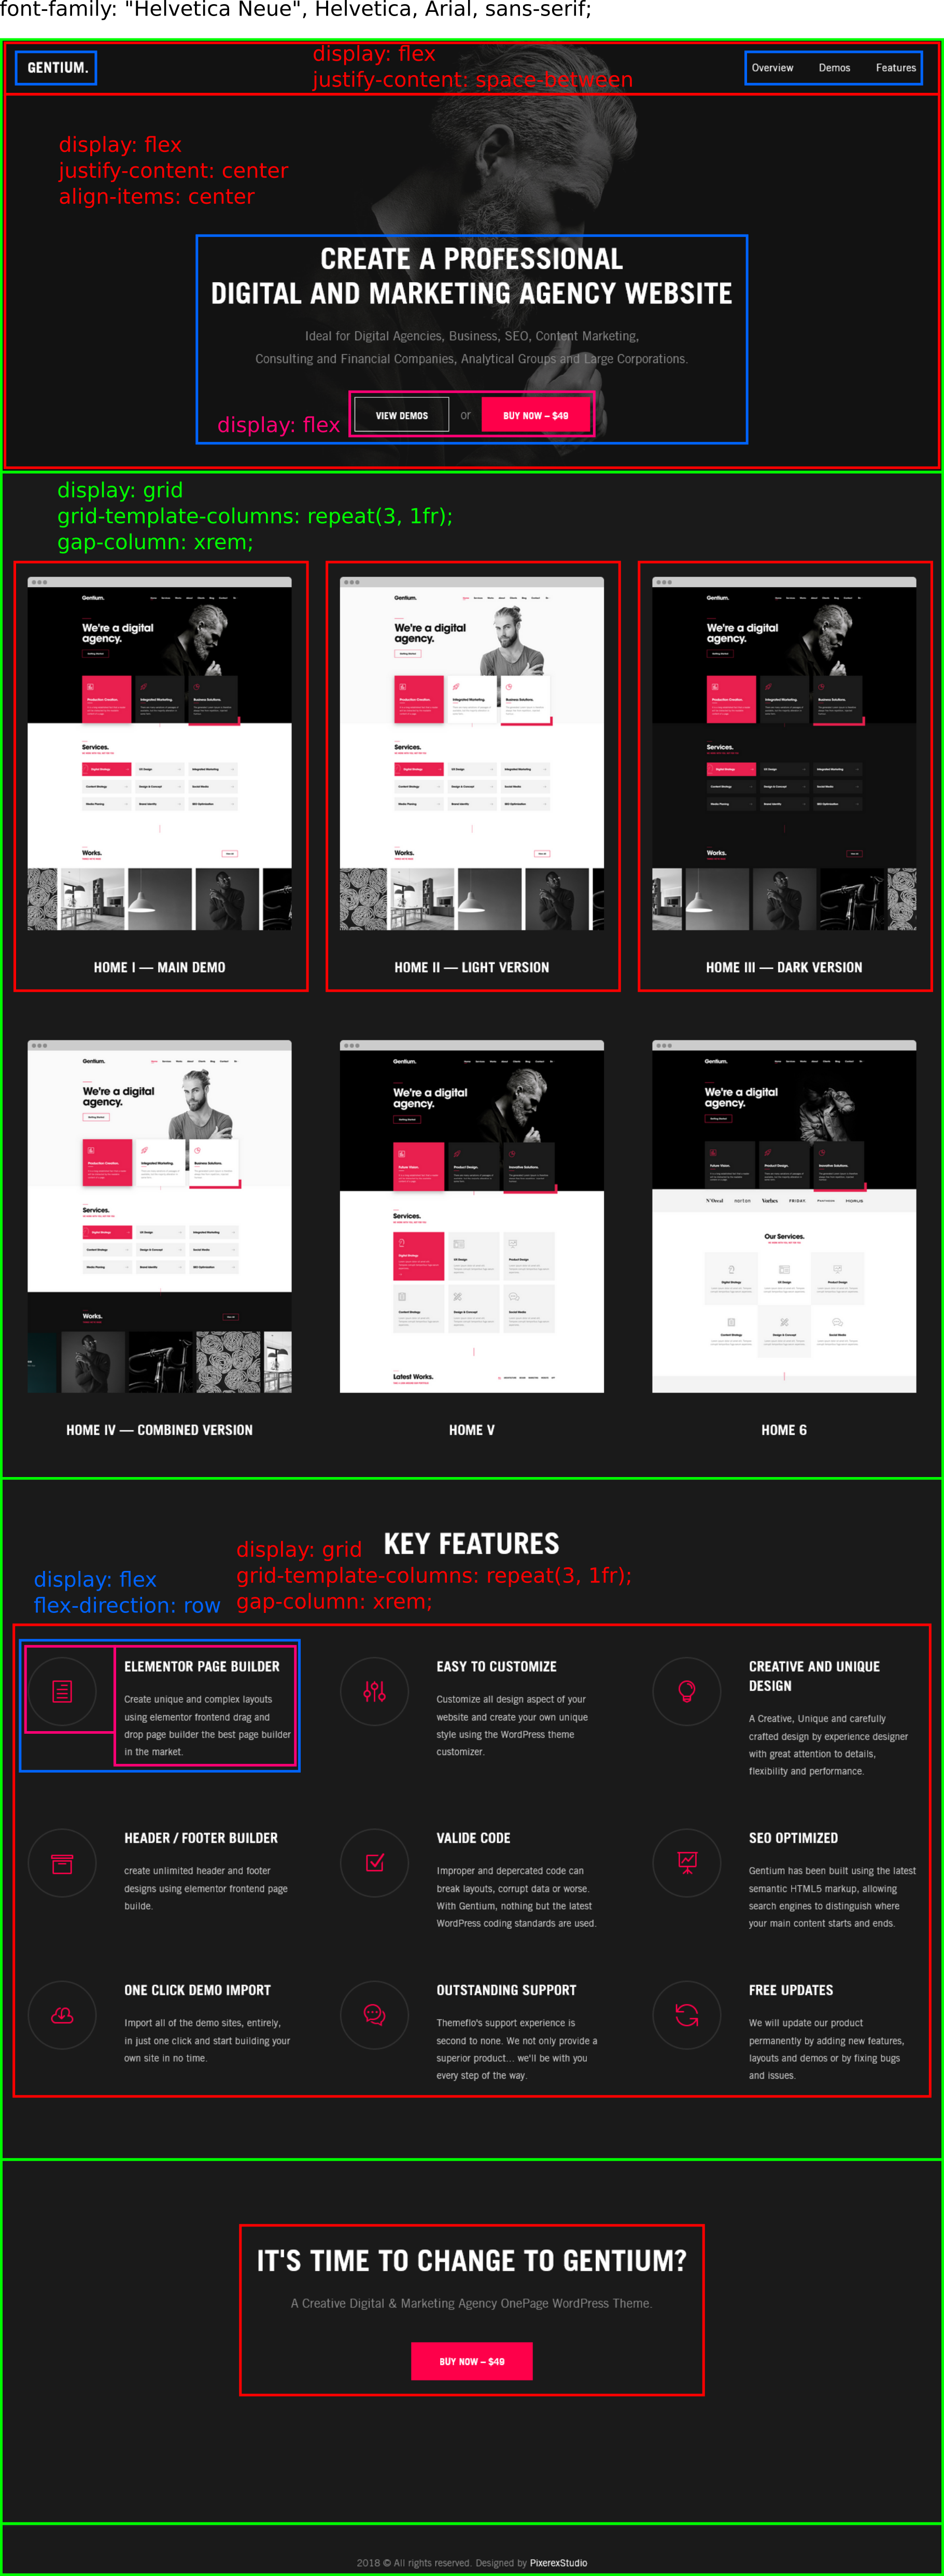 font-family: "Helvetica Neue", Helvetica, Arial, sans-serif;
GENTIUM.
display: flex
justify-content: space-between
Overview Demos Features
display: flex
justify-content: center
align-items: center
CREATE A PROFESSIONAL
DIGITAL AND MARKETING AGENCY WEBSITE
Ideal for Digital Agencies, Business, SEO, Content Marketing,
Consulting and Financial Companies, Analytical Groups and Large Corporations.
display: flex
VIEW DEMOS or BUY NOW – $49
display: grid
grid-template-columns: repeat(3, 1fr);
gap-column: xrem;
Gentium.
We're a digital
agency.
Services.
Works.
HOME I — MAIN DEMO
Gentium.
We're a digital
agency.
Services.
Works.
HOME II — LIGHT VERSION
Gentium.
We're a digital
agency.
Services.
Works.
HOME III — DARK VERSION
Gentium.
We're a digital
agency.
Services.
Works.
HOME IV — COMBINED VERSION
Gentium.
We're a digital
agency.
Services.
Latest Works.
HOME V
Gentium.
We're a digital
agency.
Our Services.
HOME 6
KEY FEATURES
display: grid
grid-template-columns: repeat(3, 1fr);
gap-column: xrem;
display: flex
flex-direction: row
ELEMENTOR PAGE BUILDER
Create unique and complex layouts
using elementor frontend drag and
drop page builder the best page builder
in the market.
EASY TO CUSTOMIZE
Customize all design aspect of your
website and create your own unique
style using the WordPress theme
customizer.
CREATIVE AND UNIQUE
DESIGN
A Creative, Unique and carefully
crafted design by experience designer
with great attention to details,
flexibility and performance.
HEADER / FOOTER BUILDER
create unlimited header and footer
designs using elementor frontend page
builde.
VALIDE CODE
Improper and depercated code can
break layouts, corrupt data or worse.
With Gentium, nothing but the latest
WordPress coding standards are used.
SEO OPTIMIZED
Gentium has been built using the latest
semantic HTML5 markup, allowing
search engines to distinguish where
your main content starts and ends.
ONE CLICK DEMO IMPORT
Import all of the demo sites, entirely,
in just one click and start building your
own site in no time.
OUTSTANDING SUPPORT
Themeflo's support experience is
second to none. We not only provide a
superior product... we'll be with you
every step of the way.
FREE UPDATES
We will update our product
permanently by adding new features,
layouts and demos or by fixing bugs
and issues.
IT'S TIME TO CHANGE TO GENTIUM?
A Creative Digital & Marketing Agency OnePage WordPress Theme.
BUY NOW – $49
2018 © All rights reserved. Designed by PixerexStudio